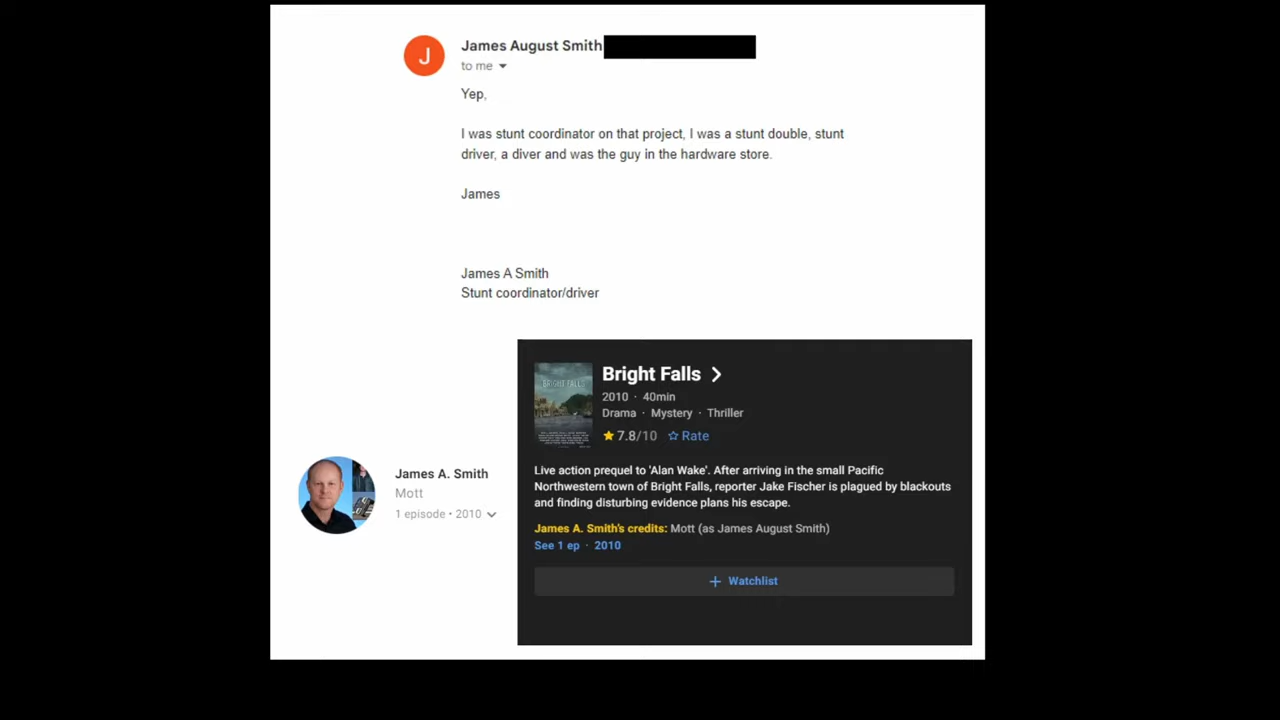 J
James August Smith
to me
Yep,
I was stunt coordinator on that project, I was a stunt double, stunt
driver, a diver and was the guy in the hardware store.
James
James A Smith
Stunt coordinator/driver
BRIGHT FALLS
Bright Falls
2010 · 40min
Drama · Mystery · Thriller
7.8/10 Rate
Live action prequel to 'Alan Wake'. After arriving in the small Pacific
Northwestern town of Bright Falls, reporter Jake Fischer is plagued by blackouts
and finding disturbing evidence plans his escape.
James A. Smith's credits: Mott (as James August Smith)
See 1 ep · 2010
+ Watchlist
James A. Smith
Mott
1 episode • 2010